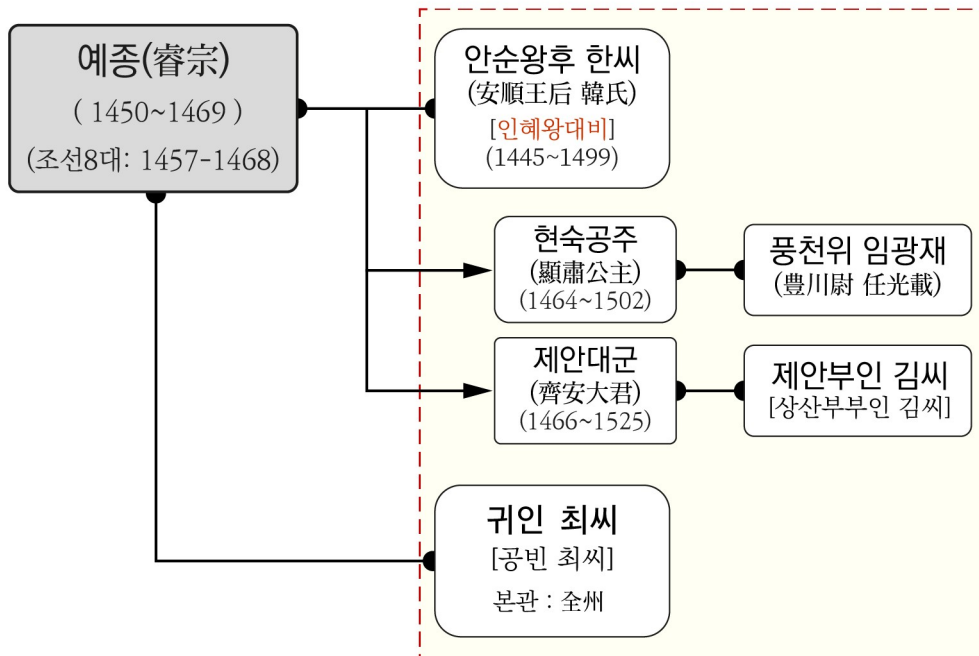 예종(睿宗)
( 1450~1469 )
(조선8대: 1457-1468)
안순왕후 한씨
(安順王后 韓氏)
[인혜왕대비]
(1445~1499)
현숙공주
(顯肅公主)
(1464~1502)
풍천위 임광재
(豊川尉 任光載)
제안대군
(齊安大君)
(1466~1525)
제안부인 김씨
[상산부부인 김씨]
귀인 최씨
[공빈 최씨]
본관 : 全州